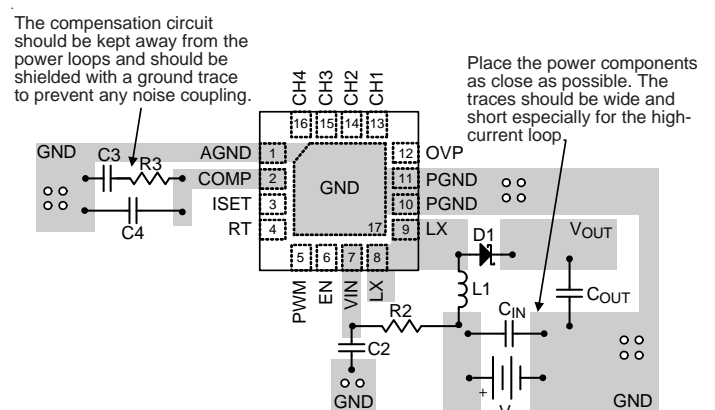 The compensation circuit
should be kept away from the
power loops and should be
shielded with a ground trace
to prevent any noise coupling.
Place the power components
as close as possible. The
traces should be wide and
short especially for the high-
current loop.
CH4
CH3
CH2
CH1
16
15
14
13
GND
C3
R3
C4
AGND
1
COMP
2
ISET
3
RT
4
GND
17
12
OVP
11
PGND
10
PGND
9
LX
5
6
7
8
PWM
EN
VIN
LX
D1
VOUT
L1
COUT
R2
CIN
C2
+
GND
GND